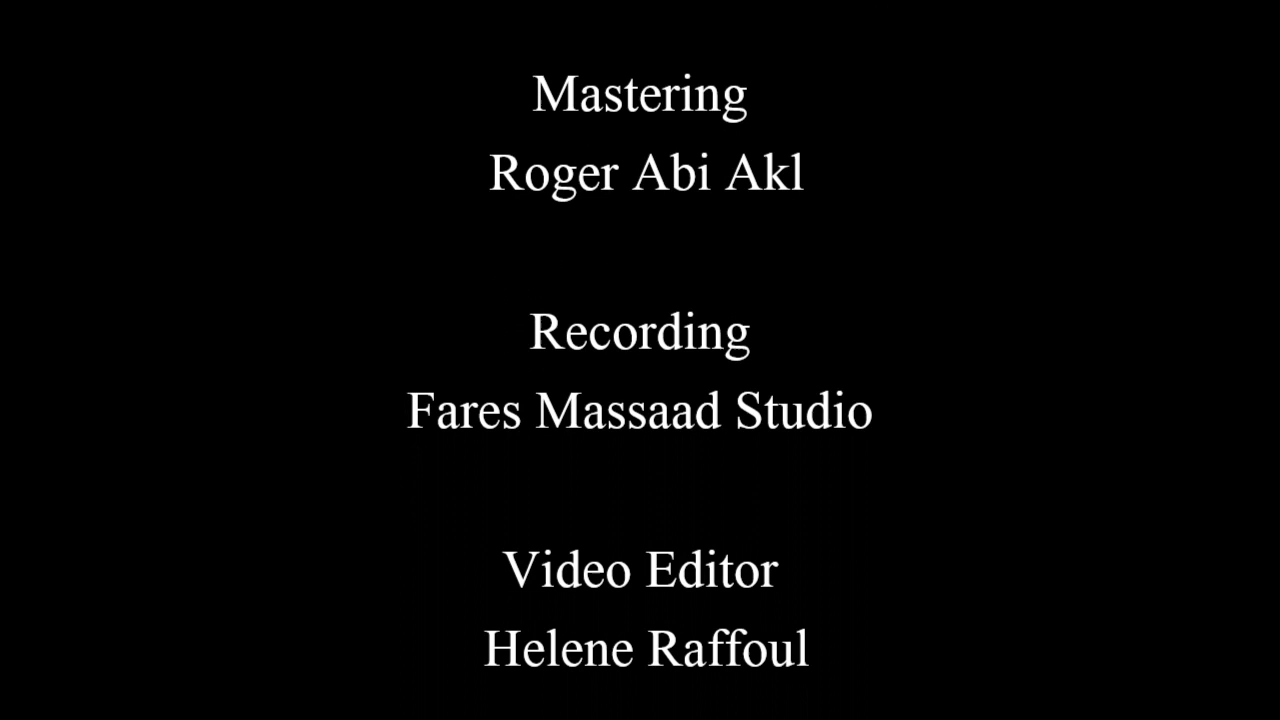 Mastering
Roger Abi Akl
Recording
Fares Massaad Studio
Video Editor
Helene Raffoul